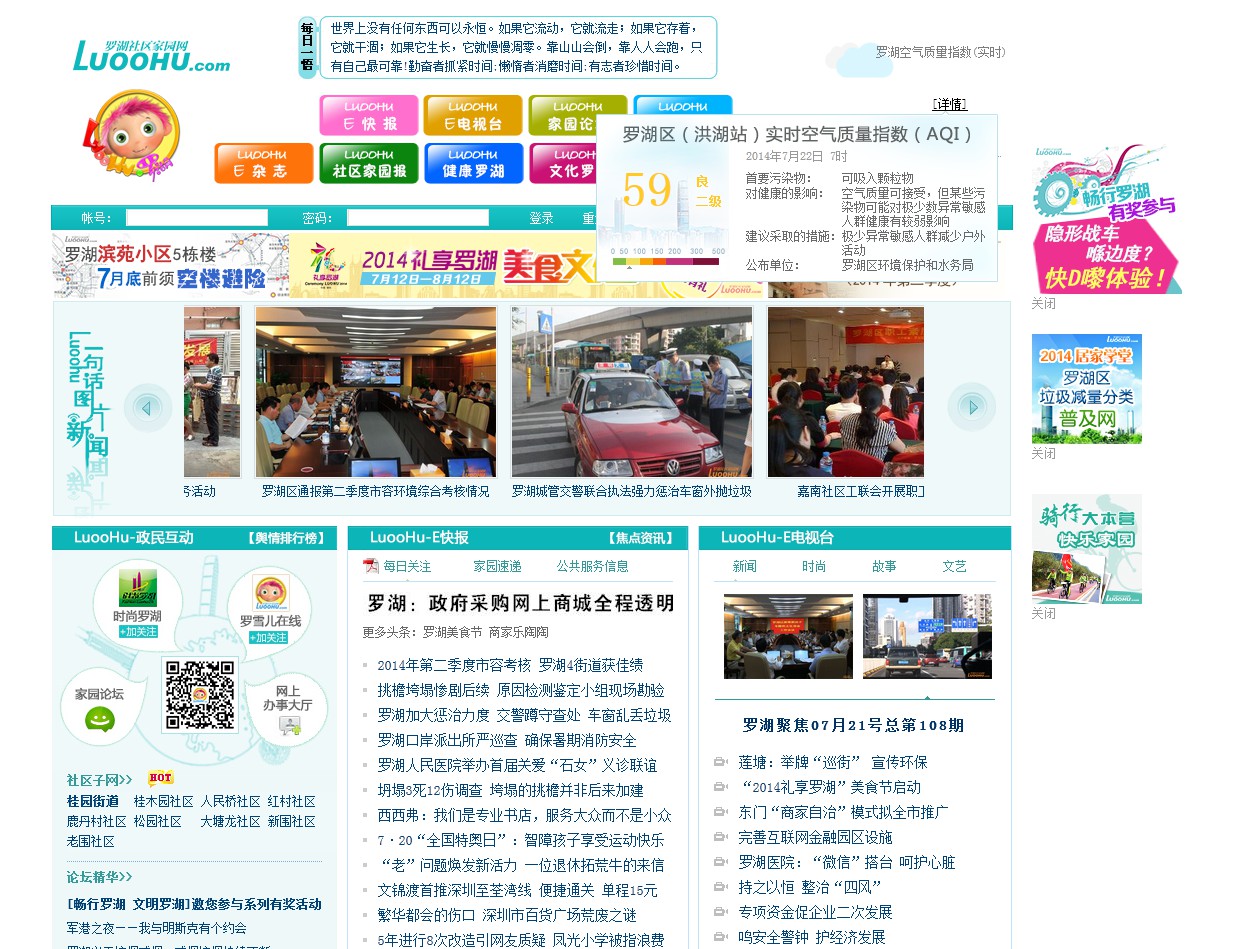 罗湖社区家园网
LUOOHU.com
每日一悟
世界上没有任何东西可以永恒。如果它流动，它就流走；如果它存着，
它就干涸；如果它生长，它就慢慢凋零。靠山山会倒，靠人人会跑，只
有自己最可靠!勤奋者抓紧时间;懒惰者消磨时间;有志者珍惜时间。
罗湖空气质量指数(实时)
[详情]
LUOOHU E 快 报
LUOOHU E电视台
LUOOHU 家园论
LUOOHU
LUOOHU E 杂 志
LUOOHU 社区家园报
LUOOHU 健康罗湖
LUOOHU 文化罗
罗湖区（洪湖站）实时空气质量指数（AQI）
2014年7月22日 7时
59
良
二级
首要污染物： 可吸入颗粒物
对健康的影响： 空气质量可接受，但某些污
染物可能对极少数异常敏感
人群健康有较弱影响
建议采取的措施：极少异常敏感人群减少户外
活动
公布单位： 罗湖区环境保护和水务局
0 50 100 150 200 300 500
帐号：
密码：
登录
罗湖滨苑小区5栋楼
7月底前须 空楼避险
2014礼享罗湖
7月12日—8月12日
美食文
畅行罗湖
有奖参与
隐形战车
喺边度?
快D嚟体验!
关闭
2014 居家学堂
罗湖区
垃圾减量分类
普及网
关闭
骑行大本营
快乐家园
关闭
Luoohu
一句话图片新闻
务活动
罗湖区通报第二季度市容环境综合考核情况
罗湖城管交警联合执法强力惩治车窗外抛垃圾
嘉南社区工联会开展职工
LuooHu-政民互动
【舆情排行榜】
时尚罗湖
+加关注
罗雪儿在线
+加关注
家园论坛
网上
办事大厅
社区子网>> HOT
桂园街道 桂木园社区 人民桥社区 红村社区
鹿丹村社区 松园社区 大塘龙社区 新围社区
老围社区
论坛精华>>
[畅行罗湖 文明罗湖]邀您参与系列有奖活动
军港之夜－－我与明斯克有个约会
LuooHu-E快报
【焦点资讯】
每日关注 家园速递 公共服务信息
罗湖：政府采购网上商城全程透明
更多头条：罗湖美食节 商家乐陶陶
2014年第二季度市容考核 罗湖4街道获佳绩
挑檐垮塌惨剧后续 原因检测鉴定小组现场勘验
罗湖加大惩治力度 交警蹲守查处 车窗乱丢垃圾
罗湖口岸派出所严巡查 确保暑期消防安全
罗湖人民医院举办首届关爱“石女”义诊联谊
坍塌3死12伤调查 垮塌的挑檐并非后来加建
西西弗：我们是专业书店，服务大众而不是小众
7·20“全国特奥日”：智障孩子享受运动快乐
“老”问题焕发新活力 一位退休拓荒牛的来信
文锦渡首推深圳至荃湾线 便捷通关 单程15元
繁华都会的伤口 深圳市百货广场荒废之谜
5年进行8次改造引网友质疑 凤光小学被指浪费
LuooHu-E电视台
新闻 时尚 故事 文艺
罗湖聚焦07月21号总第108期
莲塘：举牌“巡街” 宣传环保
“2014礼享罗湖”美食节启动
东门“商家自治”模式拟全市推广
完善互联网金融园区设施
罗湖医院：“微信”搭台 呵护心脏
持之以恒 整治“四风”
专项资金促企业二次发展
鸣安全警钟 护经济发展